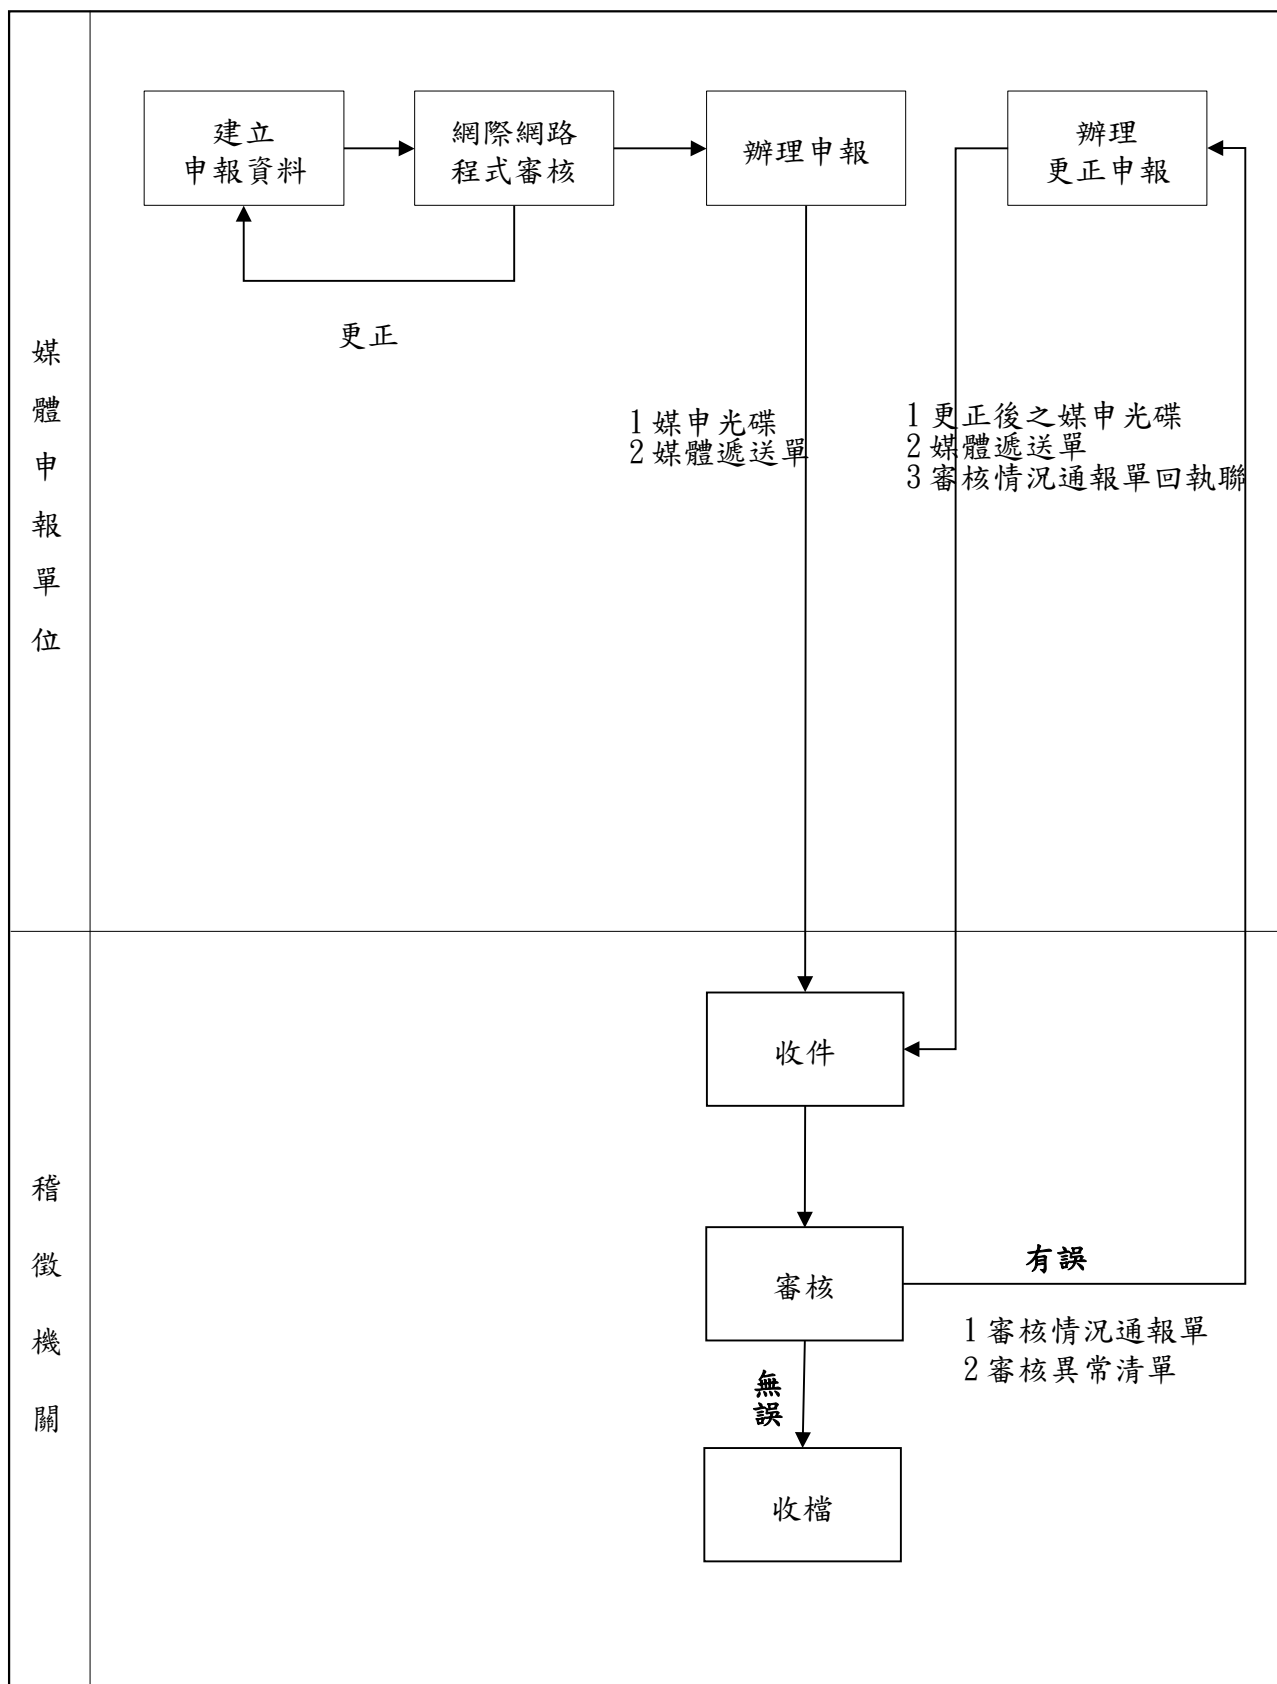 建立
申報資料
網際網路
程式審核
辦理申報
辦理
更正申報
更正
媒體申報單位
1 媒申光碟
2 媒體遞送單
1 更正後之媒申光碟
2 媒體遞送單
3 審核情況通報單回執聯
收件
稽徵機關
審核
有誤
1 審核情況通報單
2 審核異常清單
無誤
收檔